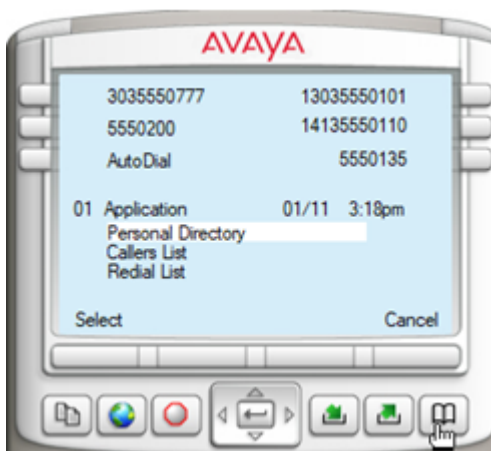 AVAYA
3035550777 13035550101
5550200 14135550110
AutoDial 5550135
01 Application 01/11 3:18pm
Personal Directory
Callers List
Redial List
Select Cancel